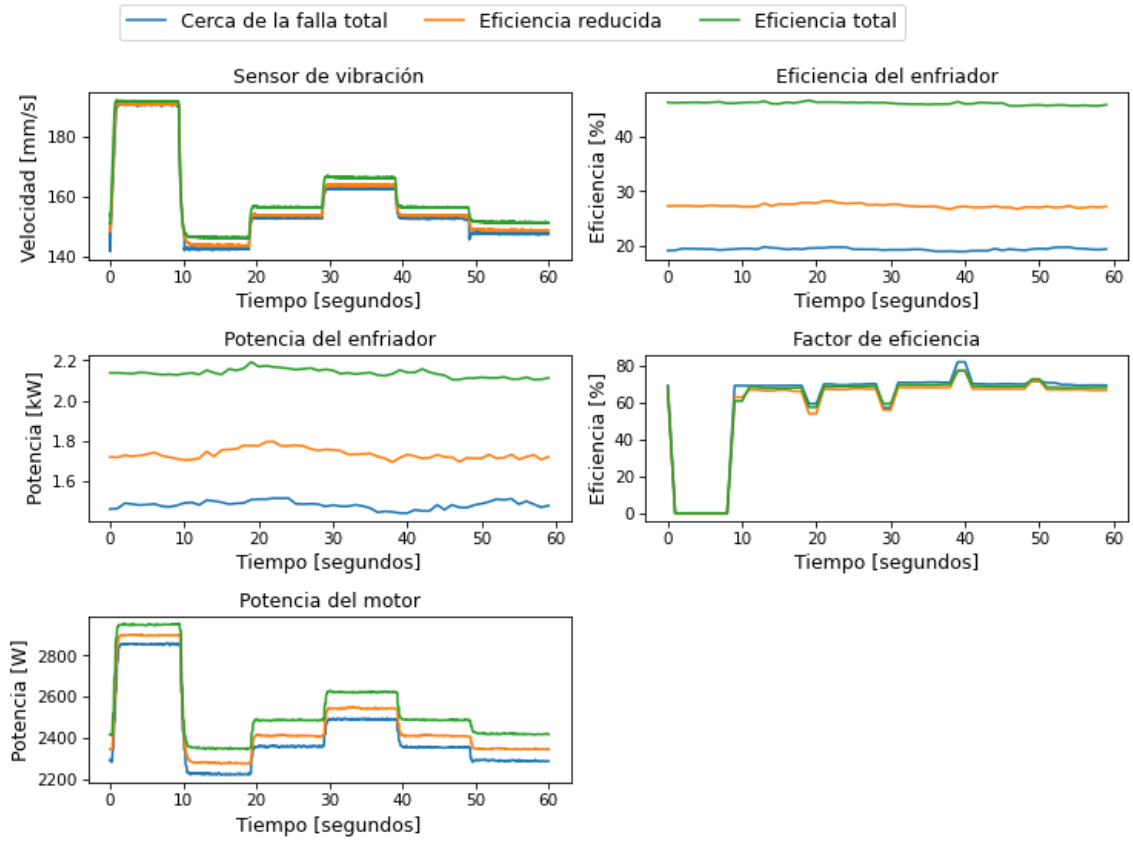 Cerca de la falla total Eficiencia reducida Eficiencia total
Sensor de vibración
Velocidad [mm/s]
180
160
140
0 10 20 30 40 50 60
Tiempo [segundos]
Eficiencia del enfriador
Eficiencia [%]
40
30
20
0 10 20 30 40 50 60
Tiempo [segundos]
Potencia del enfriador
Potencia [kW]
2.2
2.0
1.8
1.6
0 10 20 30 40 50 60
Tiempo [segundos]
Factor de eficiencia
Eficiencia [%]
80
60
40
20
0
0 10 20 30 40 50 60
Tiempo [segundos]
Potencia del motor
Potencia [W]
2800
2600
2400
2200
0 10 20 30 40 50 60
Tiempo [segundos]